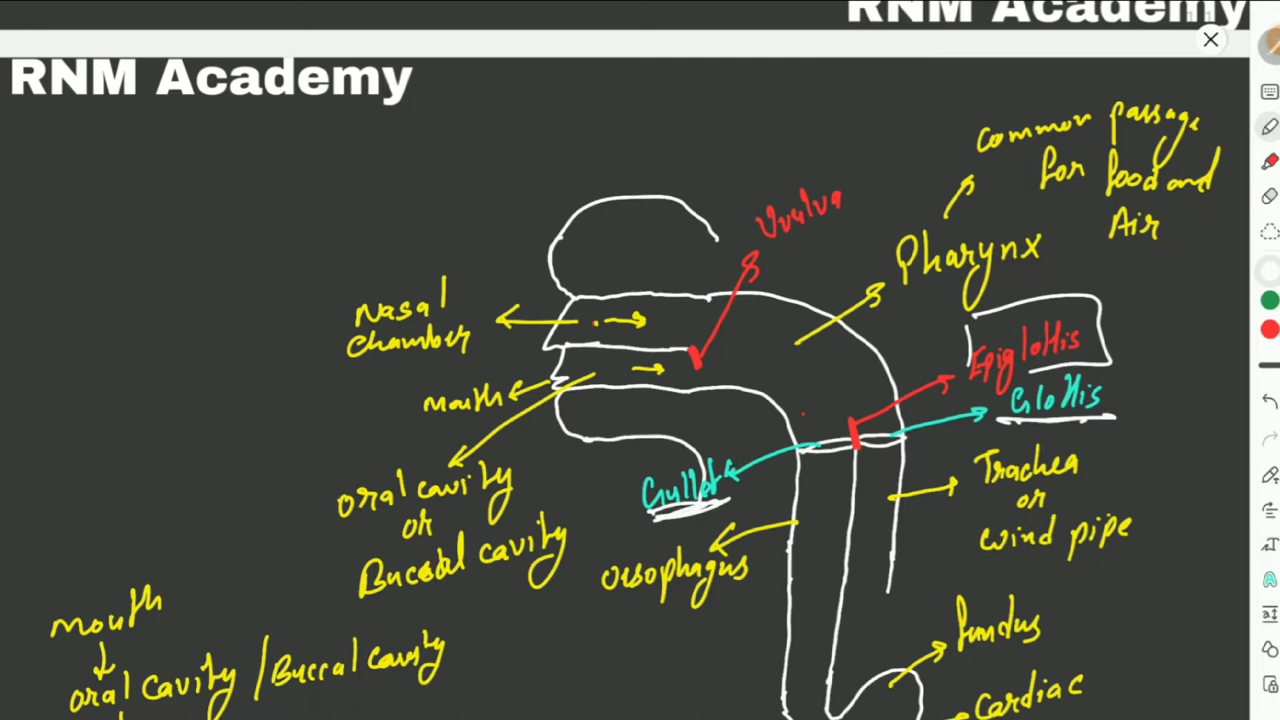 RNM Academy
RNM Academy
common passage
for food and
Air
Uvulva
Pharynx
Nasal
chamber
Epiglottis
Glottis
mouth
oral cavity
or
Buccal cavity
Gullet
Trachea
or
wind pipe
Oesophagus
mouth
oral cavity /Buccal cavity
fundus
cardiac